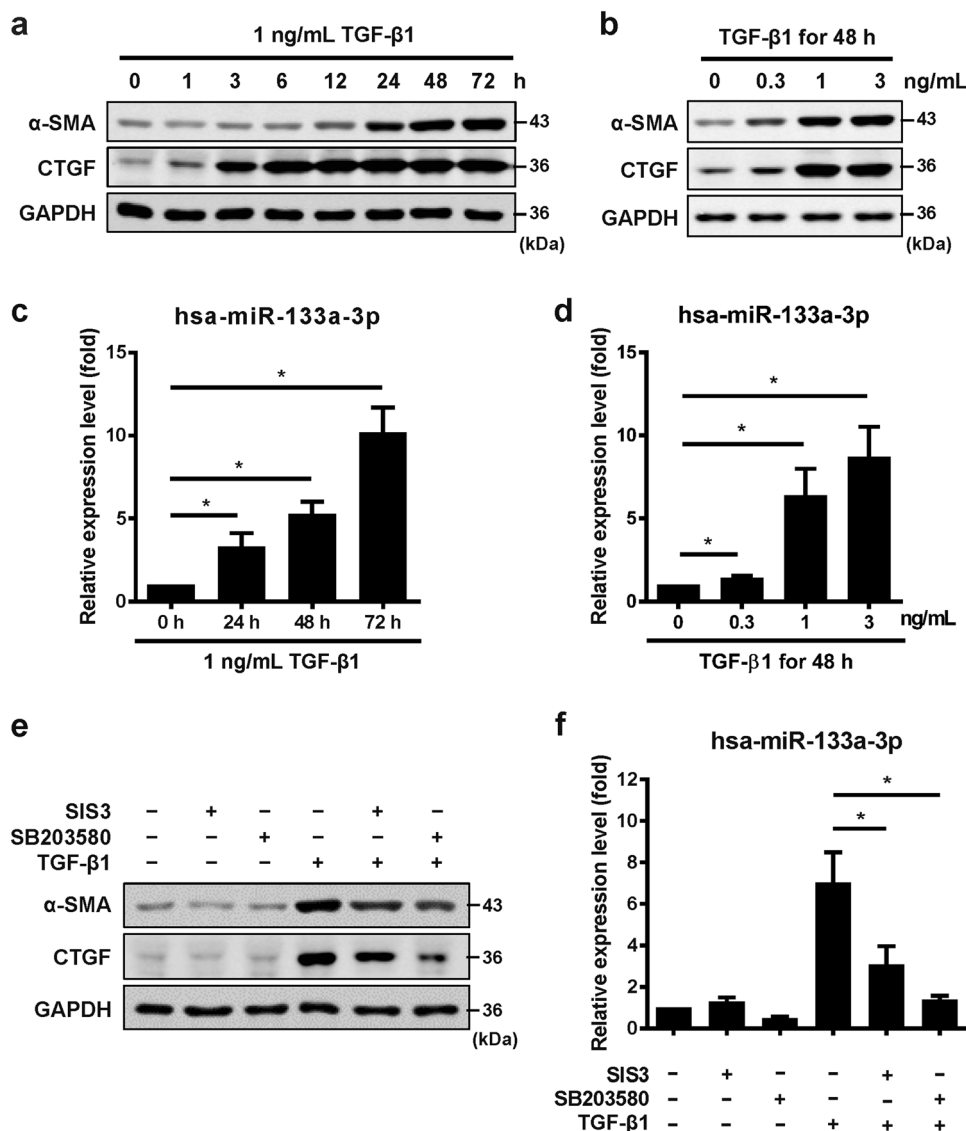 a
1 ng/mL TGF-β1
0 1 3 6 12 24 48 72 h
α-SMA 43
CTGF 36
GAPDH 36
(kDa)
b
TGF-β1 for 48 h
0 0.3 1 3 ng/mL
α-SMA 43
CTGF 36
GAPDH 36
(kDa)
c
hsa-miR-133a-3p
Relative expression level (fold)
15
10
5
0
*
*
*
0 h 24 h 48 h 72 h
1 ng/mL TGF-β1
d
hsa-miR-133a-3p
Relative expression level (fold)
15
10
5
0
*
*
*
0 0.3 1 3 ng/mL
TGF-β1 for 48 h
e
SIS3 – + – – + –
SB203580 – – + – – +
TGF-β1 – – – + + +
α-SMA 43
CTGF 36
GAPDH 36
(kDa)
f
hsa-miR-133a-3p
Relative expression level (fold)
12
10
8
6
4
2
0
*
*
SIS3 – + – – + –
SB203580 – – + – – +
TGF-β1 – – – + + +